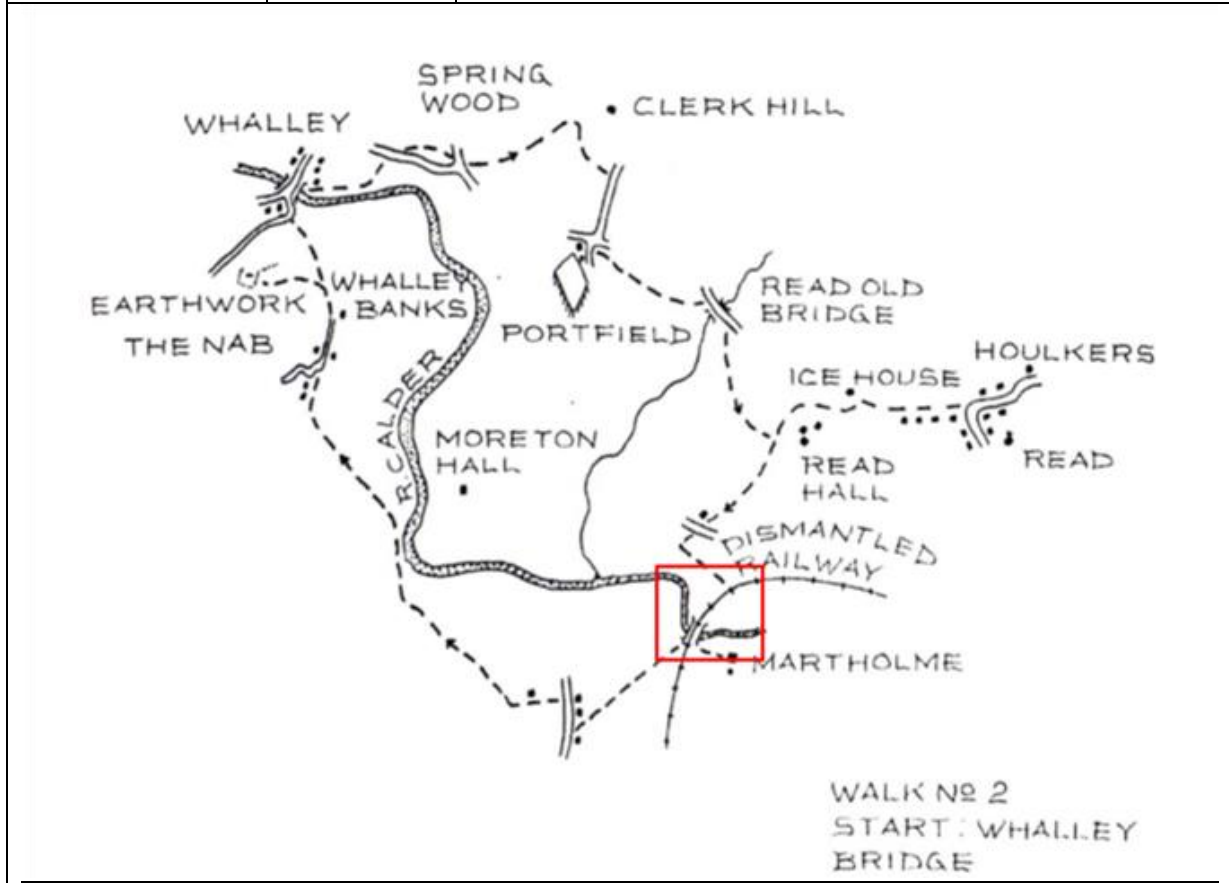 SPRING
WOOD
CLERK HILL
WHALLEY
READ OLD
BRIDGE
WHALLEY
BANKS
EARTHWORK
THE NAB
PORTFIELD
HOULKERS
ICE HOUSE
R. CALDER
MORETON
HALL
READ
READ
HALL
DISMANTLED
RAILWAY
MARTHOLME
WALK Nº 2
START: WHALLEY
BRIDGE